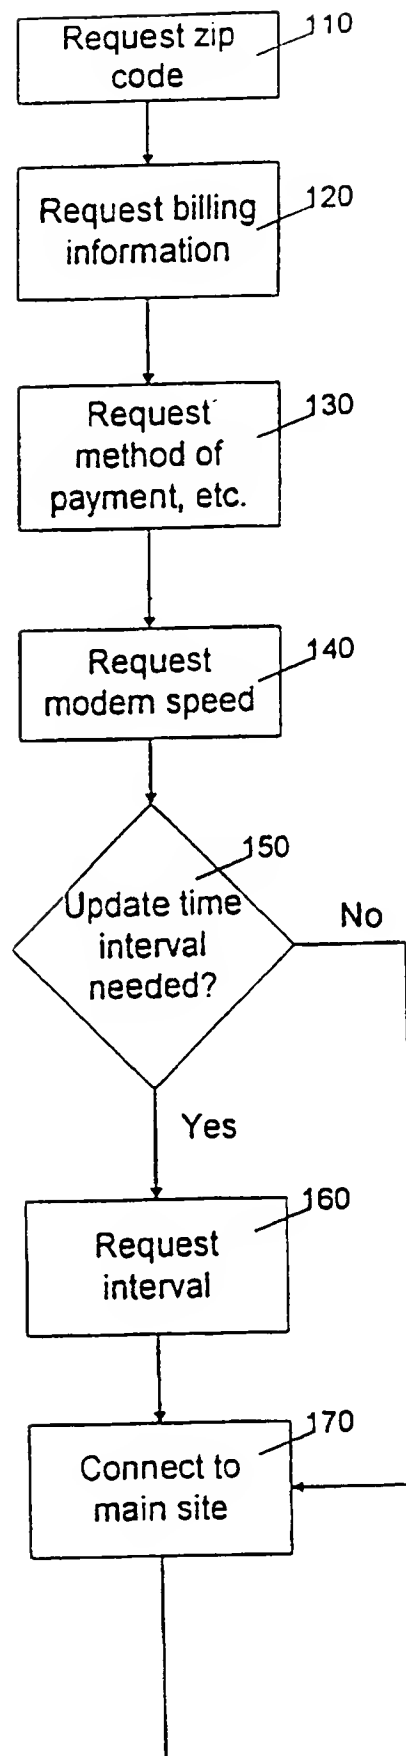 Request zip
code
110
Request billing
information
120
Request
method of
payment, etc.
130
Request
modem speed
140
150
Update time
interval
needed?
No
Yes
160
Request
interval
170
Connect to
main site